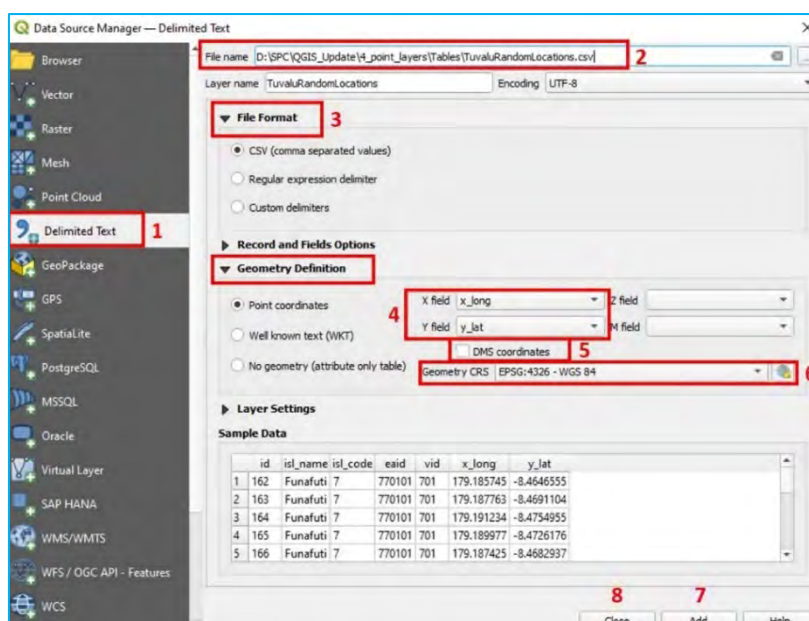 Data Source Manager — Delimited Text
Browser
Vector
Raster
Mesh
Point Cloud
Delimited Text 1
GeoPackage
GPS
SpatiaLite
PostgreSQL
MSSQL
Oracle
Virtual Layer
SAP HANA
WMS/WMTS
WFS / OGC API - Features
WCS
File name D:\SPC\QGIS_Update\4_point_layers\Tables\TuvaluRandomLocations.csv 2
Layer name TuvaluRandomLocations Encoding UTF-8
File Format 3
CSV (comma separated values)
Regular expression delimiter
Custom delimiters
Record and Fields Options
Geometry Definition
Point coordinates X field x_long Z field
4
Well known text (WKT) Y field y_lat M field
DMS coordinates 5
No geometry (attribute only table) Geometry CRS EPSG:4326 - WGS 84 6
Layer Settings
Sample Data
id isl_name isl_code eaid vid x_long y_lat
1 162 Funafuti 7 770101 701 179.185745 -8.4646555
2 163 Funafuti 7 770101 701 179.187763 -8.4691104
3 164 Funafuti 7 770101 701 179.191234 -8.4754955
4 165 Funafuti 7 770101 701 179.189977 -8.4726176
5 166 Funafuti 7 770101 701 179.187425 -8.4682937
8 7
Close Add Help